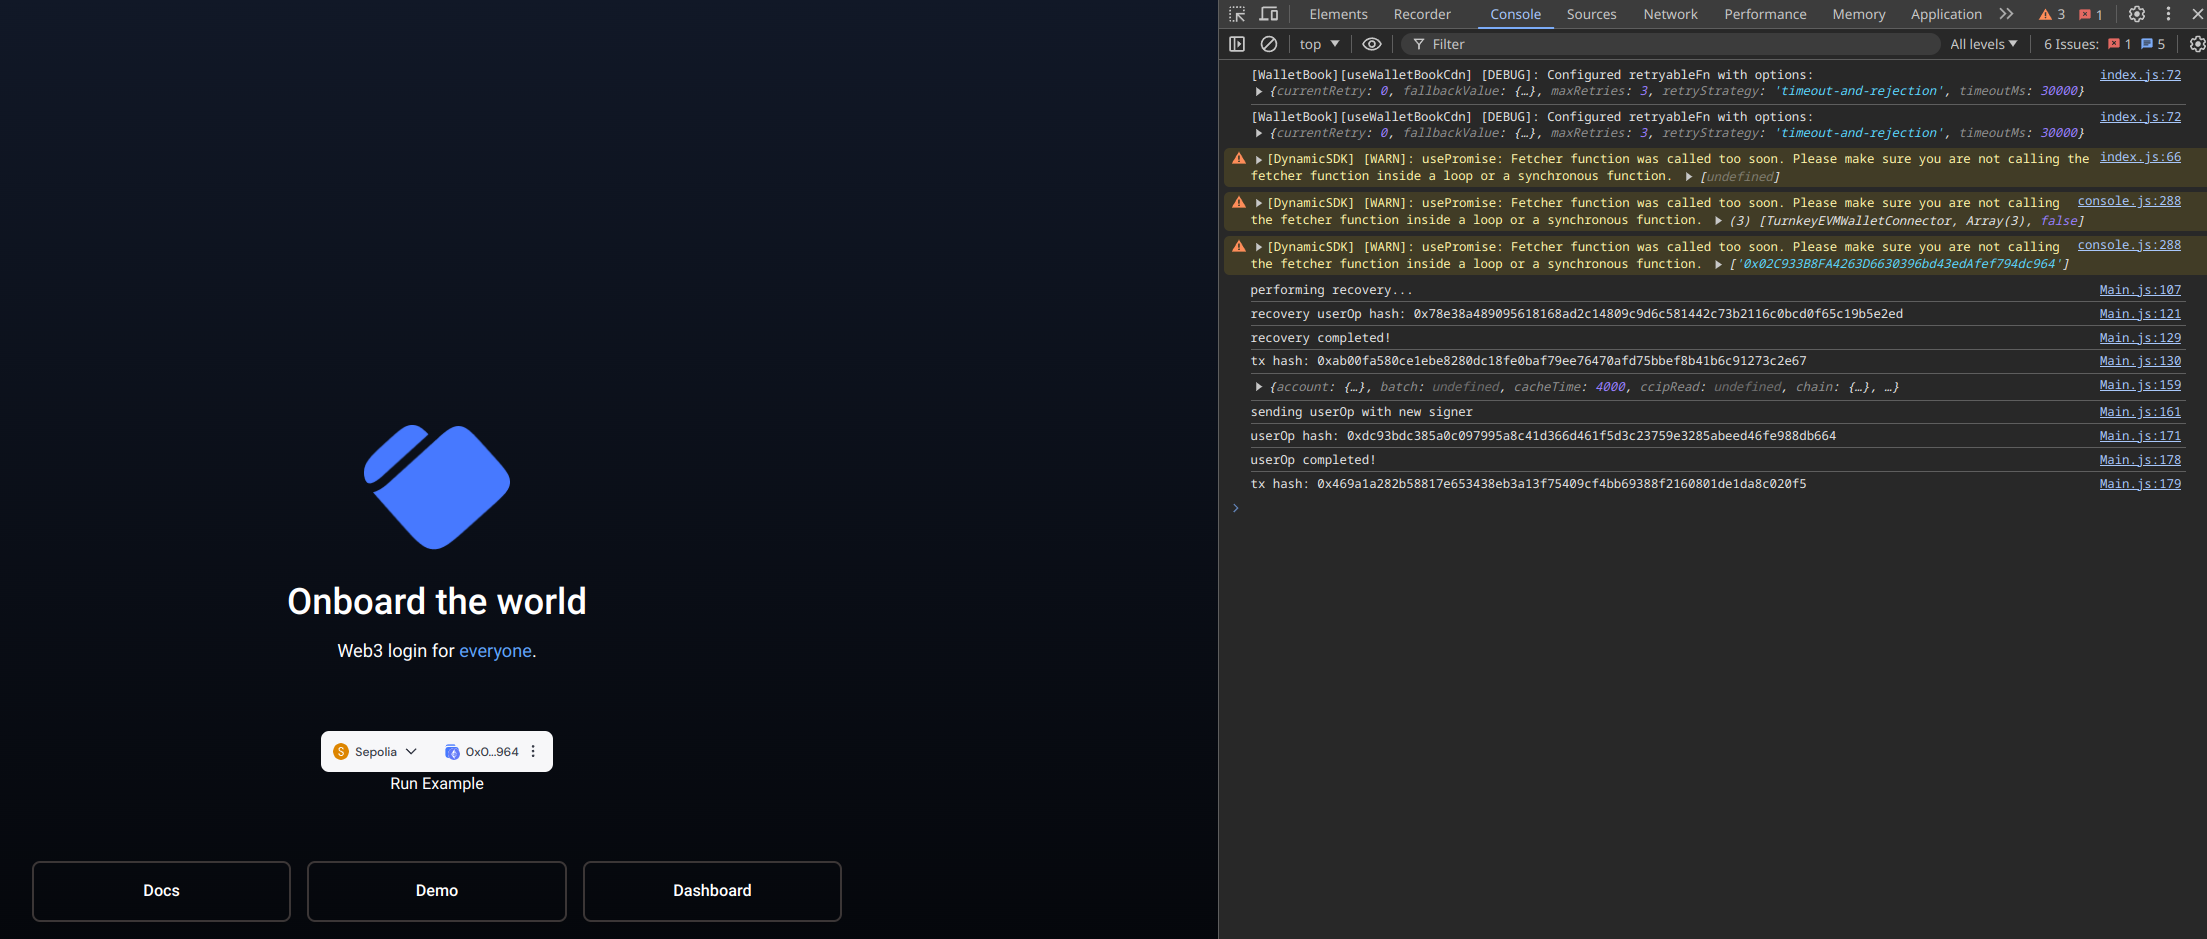 Onboard the world
Web3 login for everyone.
S Sepolia 0x0...964
Run Example
Docs Demo Dashboard
Elements Recorder Console Sources Network Performance Memory Application 3 1
top Filter All levels 6 Issues: 1 5
[WalletBook][useWalletBookCdn] [DEBUG]: Configured retryableFn with options: index.js:72
{currentRetry: 0, fallbackValue: {…}, maxRetries: 3, retryStrategy: 'timeout-and-rejection', timeoutMs: 30000}
[WalletBook][useWalletBookCdn] [DEBUG]: Configured retryableFn with options: index.js:72
{currentRetry: 0, fallbackValue: {…}, maxRetries: 3, retryStrategy: 'timeout-and-rejection', timeoutMs: 30000}
[DynamicSDK] [WARN]: usePromise: Fetcher function was called too soon. Please make sure you are not calling the index.js:66
fetcher function inside a loop or a synchronous function. [undefined]
[DynamicSDK] [WARN]: usePromise: Fetcher function was called too soon. Please make sure you are not calling console.js:288
the fetcher function inside a loop or a synchronous function. (3) [TurnkeyEVMWalletConnector, Array(3), false]
[DynamicSDK] [WARN]: usePromise: Fetcher function was called too soon. Please make sure you are not calling console.js:288
the fetcher function inside a loop or a synchronous function. ['0x02C933B8FA4263D6630396bd43edAfef794dc964']
performing recovery... Main.js:107
recovery userOp hash: 0x78e38a489095618168ad2c14809c9d6c581442c73b2116c0bcd0f65c19b5e2ed Main.js:121
recovery completed! Main.js:129
tx hash: 0xab00fa580ce1ebe8280dc18fe0baf79ee76470afd75bbef8b41b6c91273c2e67 Main.js:130
{account: {…}, batch: undefined, cacheTime: 4000, ccipRead: undefined, chain: {…}, …} Main.js:159
sending userOp with new signer Main.js:161
userOp hash: 0xdc93bdc385a0c097995a8c41d366d461f5d3c23759e3285abeed46fe988db664 Main.js:171
userOp completed! Main.js:178
tx hash: 0x469a1a282b58817e653438eb3a13f75409cf4bb69388f2160801de1da8c020f5 Main.js:179